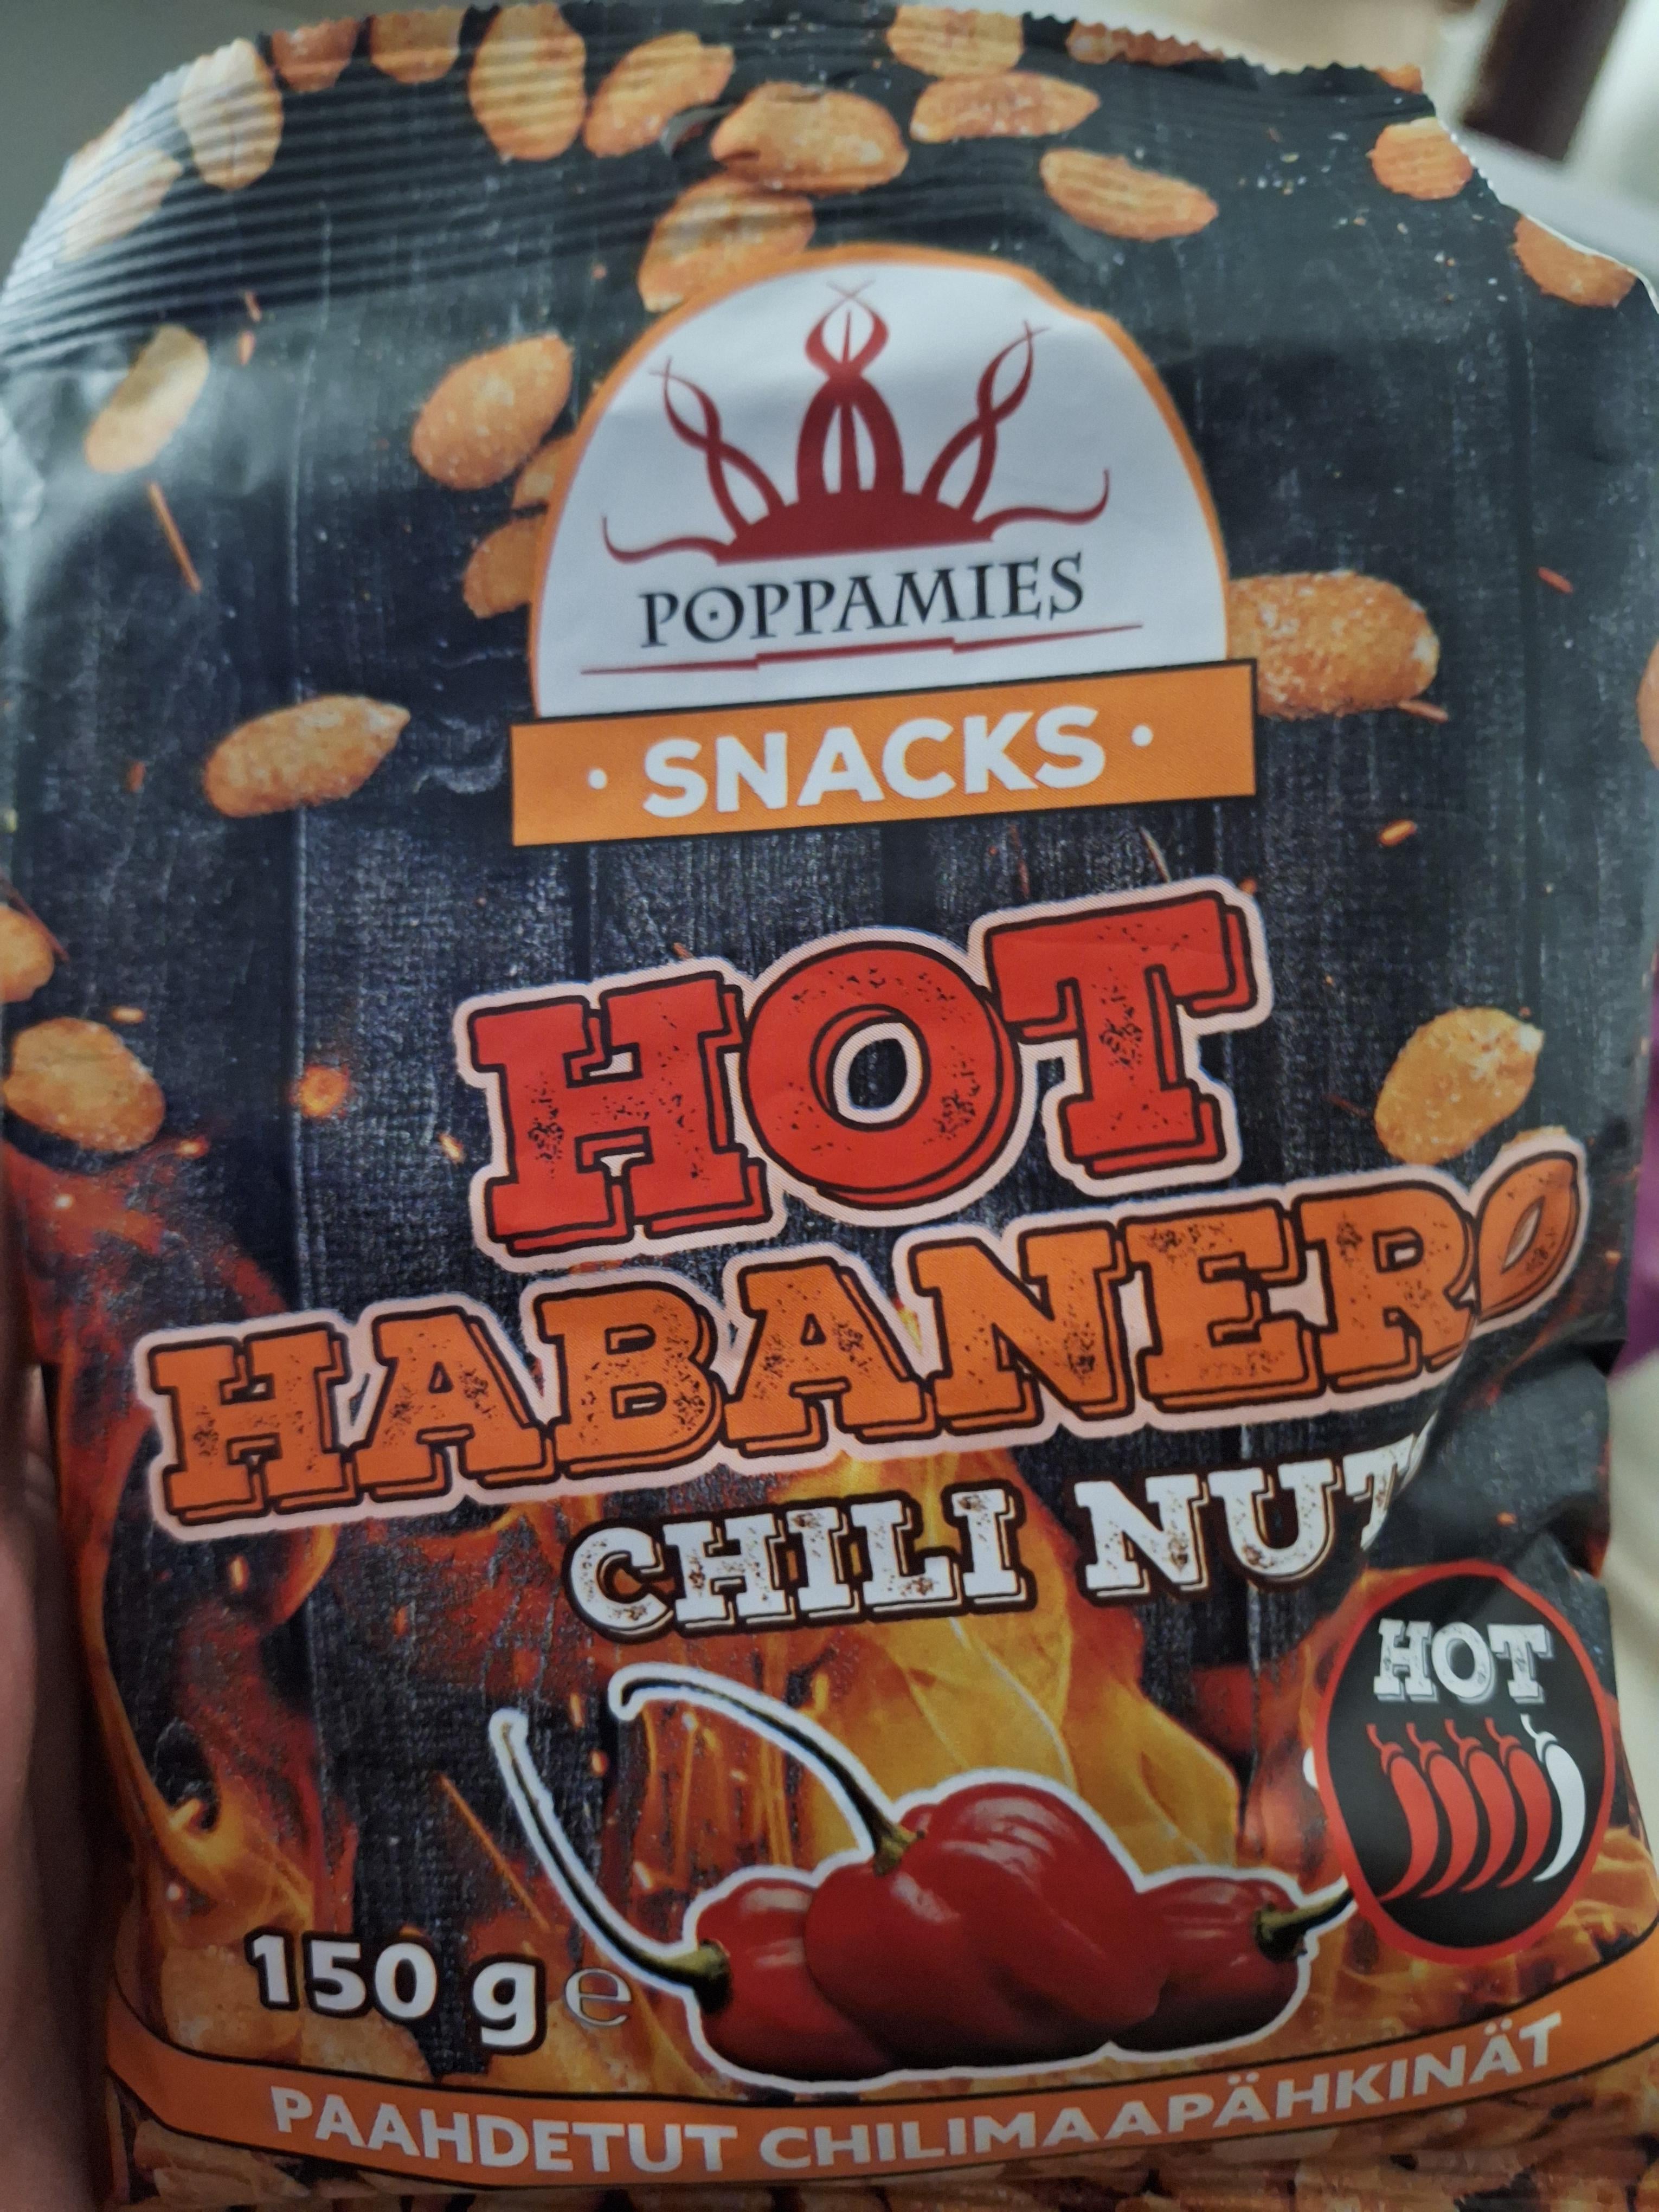 POPPAMIES
· SNACKS ·
HOT
HABANERO
CHILI NUT
HOT
150 g e
PAAHDETUT CHILIMAAPÄHKINÄT